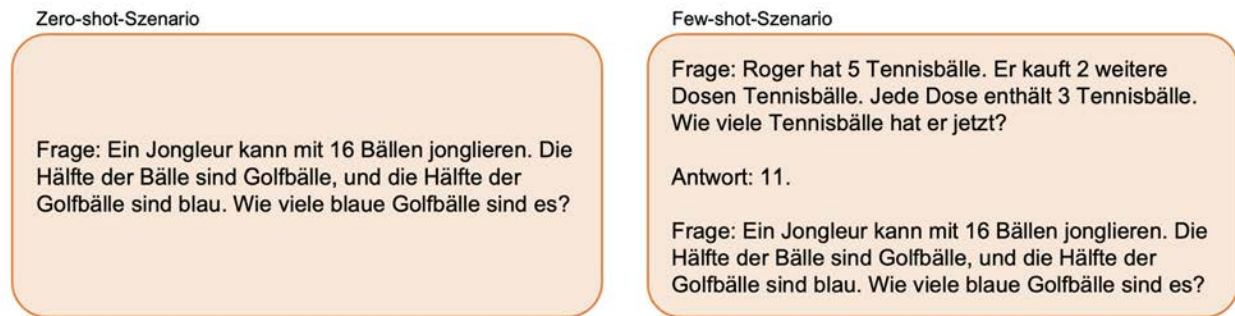 Zero-shot-Szenario
Frage: Ein Jongleur kann mit 16 Bällen jonglieren. Die
Hälfte der Bälle sind Golfbälle, und die Hälfte der
Golfbälle sind blau. Wie viele blaue Golfbälle sind es?
Few-shot-Szenario
Frage: Roger hat 5 Tennisbälle. Er kauft 2 weitere
Dosen Tennisbälle. Jede Dose enthält 3 Tennisbälle.
Wie viele Tennisbälle hat er jetzt?
Antwort: 11.
Frage: Ein Jongleur kann mit 16 Bällen jonglieren. Die
Hälfte der Bälle sind Golfbälle, und die Hälfte der
Golfbälle sind blau. Wie viele blaue Golfbälle sind es?